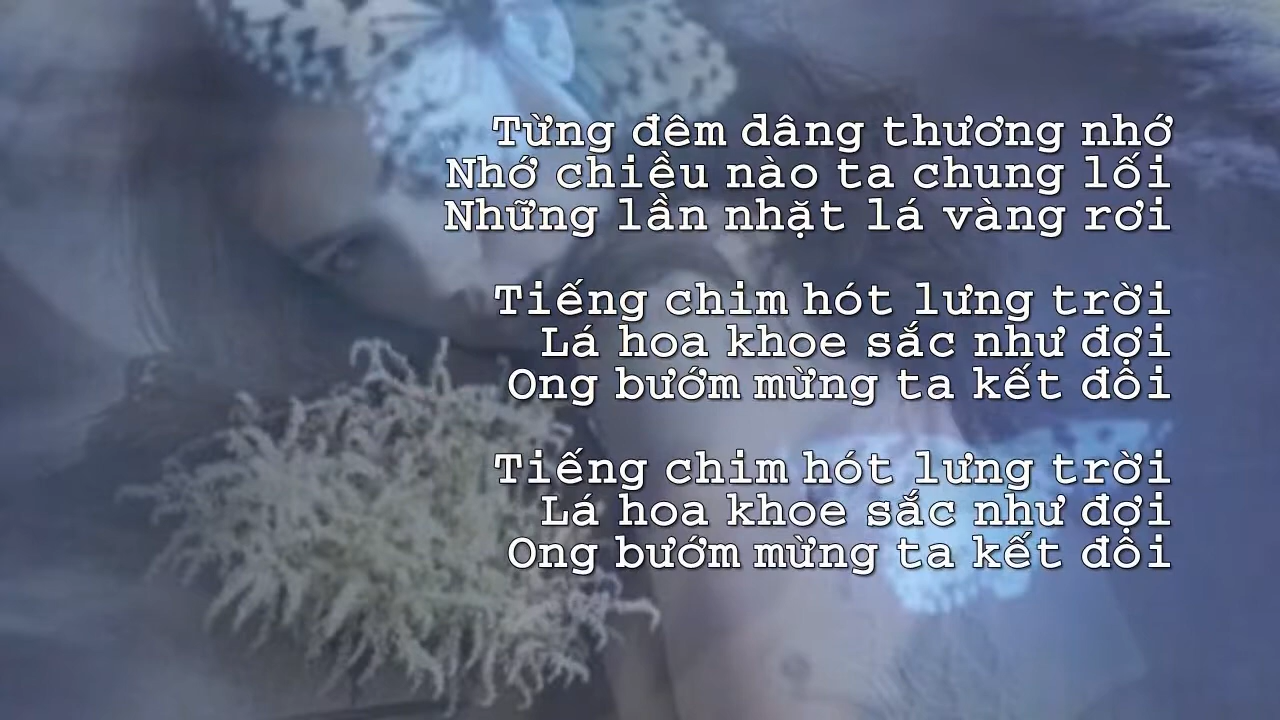 Từng đêm dâng thương nhớ
Nhớ chiều nào ta chung lối
Những lần nhặt lá vàng rơi
Tiếng chim hót lưng trời
Lá hoa khoe sắc như đợi
Ong bướm mừng ta kết đôi
Tiếng chim hót lưng trời
Lá hoa khoe sắc như đợi
Ong bướm mừng ta kết đôi